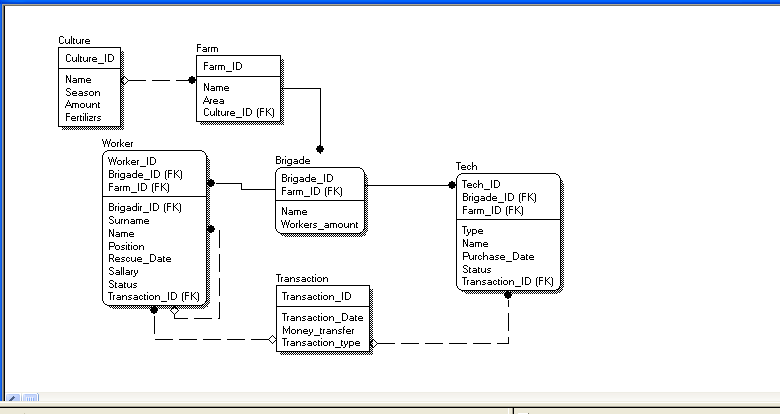 Culture
Culture_ID
Name
Season
Amount
Fertilizrs
Farm
Farm_ID
Name
Area
Culture_ID (FK)
Worker
Worker_ID
Brigade_ID (FK)
Farm_ID (FK)
Brigadir_ID (FK)
Surname
Name
Position
Rescue_Date
Sallary
Status
Transaction_ID (FK)
Brigade
Brigade_ID
Farm_ID (FK)
Name
Workers_amount
Tech
Tech_ID
Brigade_ID (FK)
Farm_ID (FK)
Type
Name
Purchase_Date
Status
Transaction_ID (FK)
Transaction
Transaction_ID
Transaction_Date
Money_transfer
Transaction_type